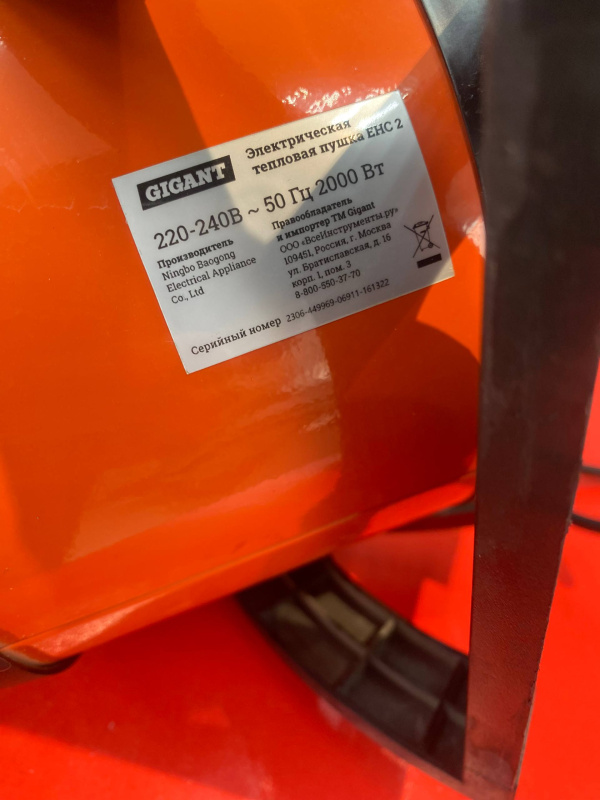 GIGANT
Электрическая
тепловая пушка EHC 2
220-240В ~ 50 Гц 2000 Вт
Производитель
Ningbo Baogong
Electrical Appliance
Co., Ltd
Правообладатель
и импортер TM Gigant
ООО «ВсеИнструменты.ру»
109451, Россия, г. Москва
ул. Братиславская, д. 16
корп. 1, пом. 3
8-800-550-37-70
Серийный номер 2306-449969-06911-161322